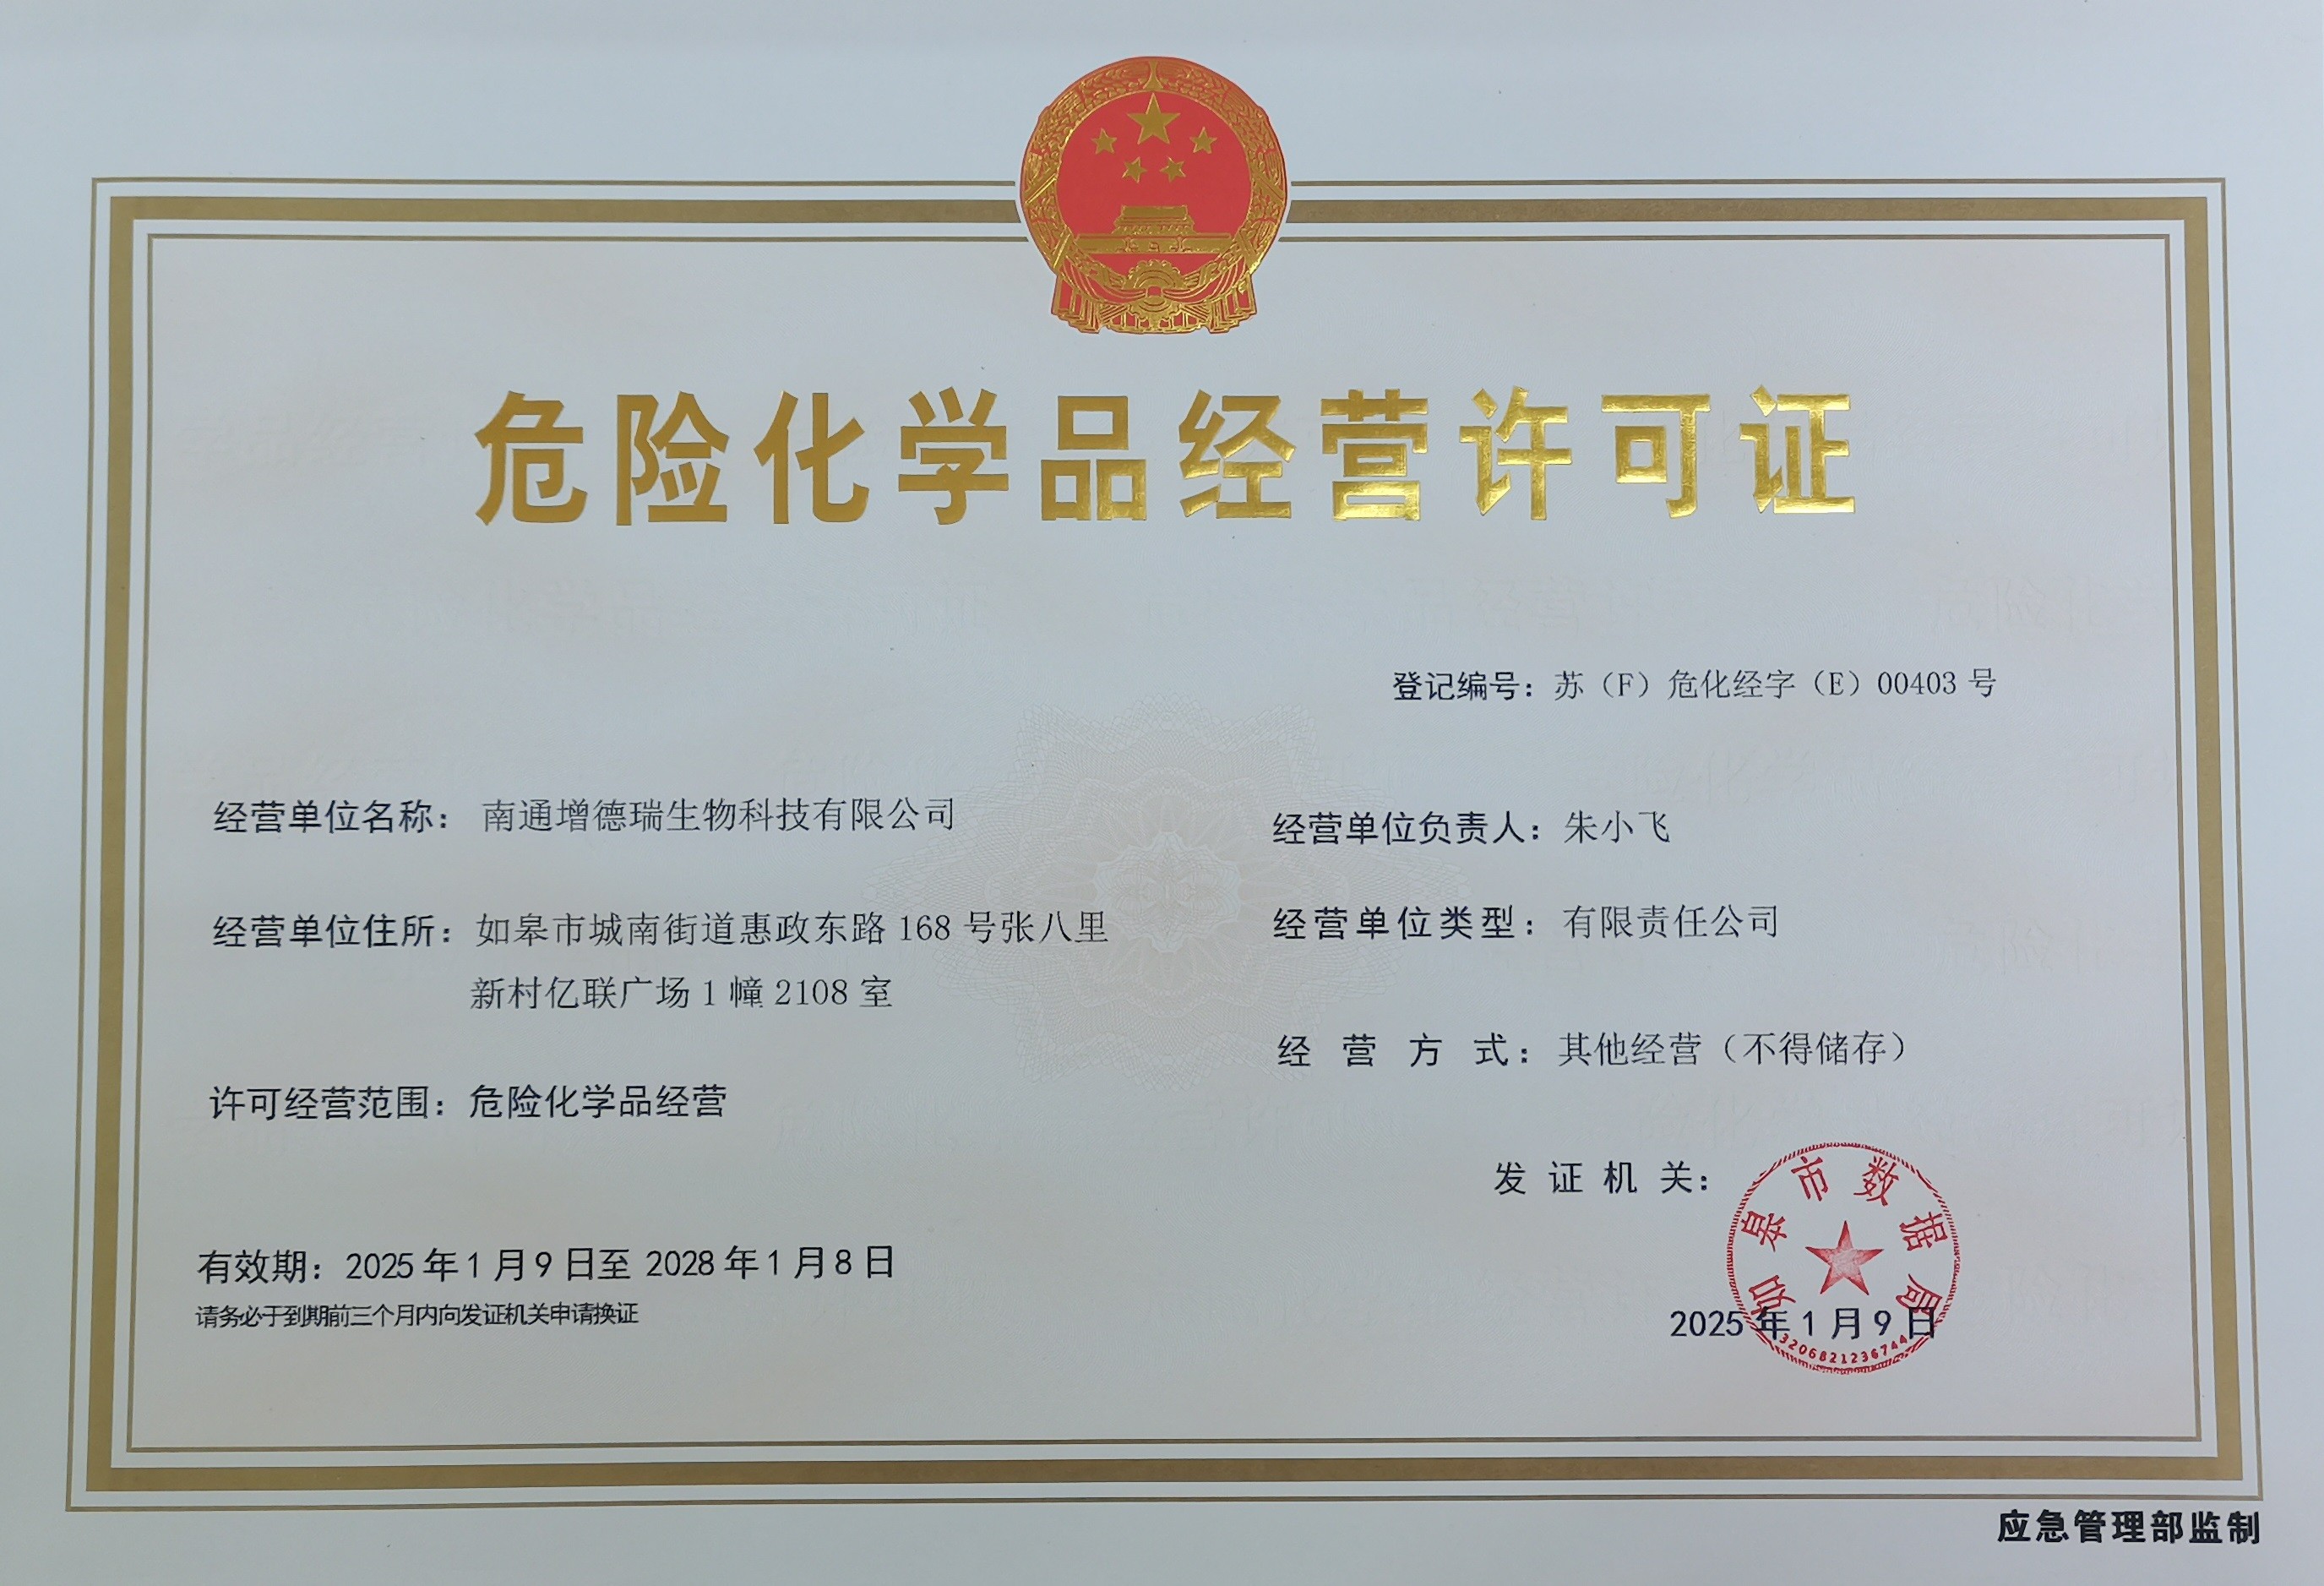 危险化学品经营许可证
登记编号：苏（F）危化经字（E）00403 号
经营单位名称： 南通增德瑞生物科技有限公司
经营单位负责人：朱小飞
经营单位住所：如皋市城南街道惠政东路 168 号张八里
新村亿联广场 1 幢 2108 室
经营单位类型：有限责任公司
经营方式：其他经营（不得储存）
许可经营范围：危险化学品经营
发证机关：
如皋市数据局
有效期：2025 年 1 月 9 日至 2028 年 1 月 8 日
请务必于到期前三个月内向发证机关申请换证
2025 年 1 月 9 日
3206821236744
应急管理部监制